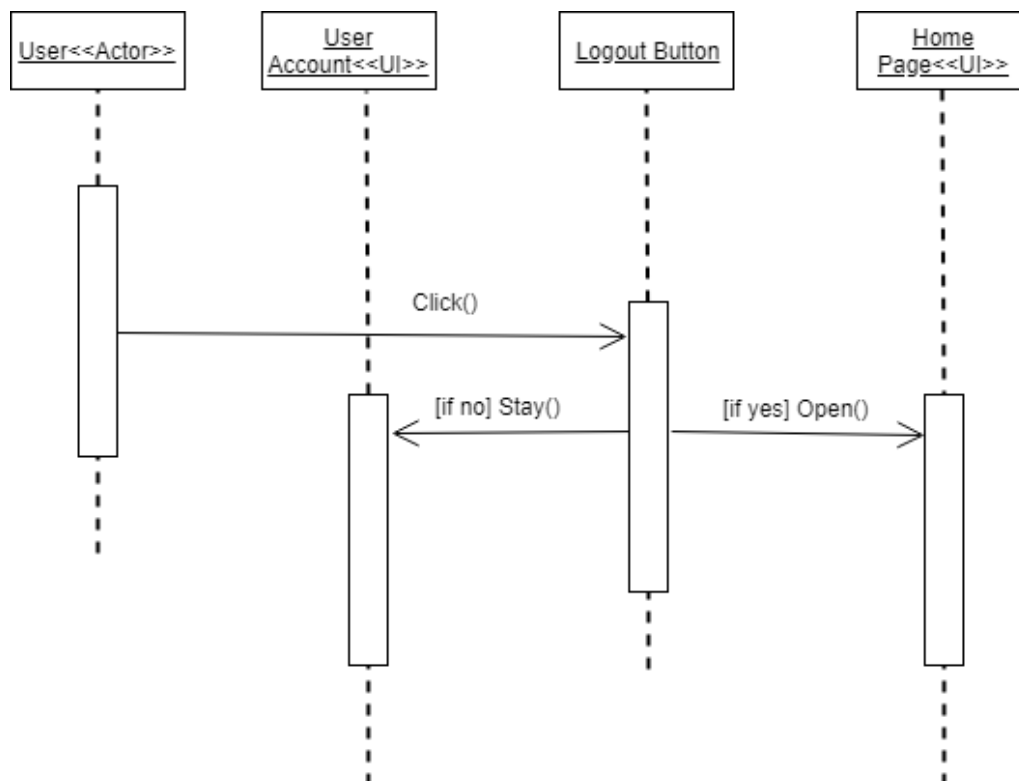 User<<Actor>>
User
Account<<UI>>
Logout Button
Home
Page<<UI>>
Click()
[if no] Stay()
[if yes] Open()